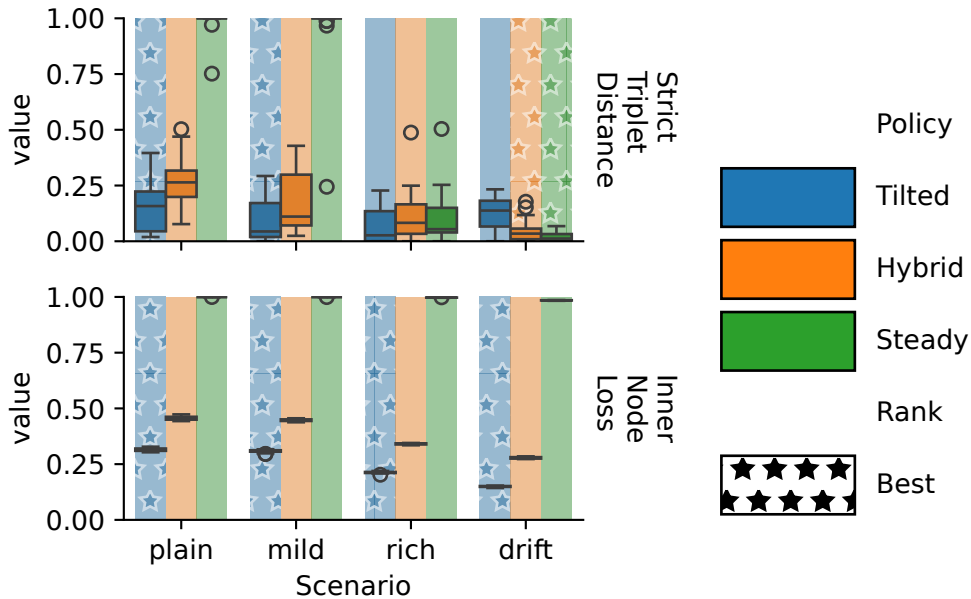 1.00
0.75
0.50
0.25
0.00
value
Strict
Triplet
Distance
1.00
0.75
0.50
0.25
0.00
value
Inner
Node
Loss
plain
mild
rich
drift
Scenario
Policy
Tilted
Hybrid
Steady
Rank
Best